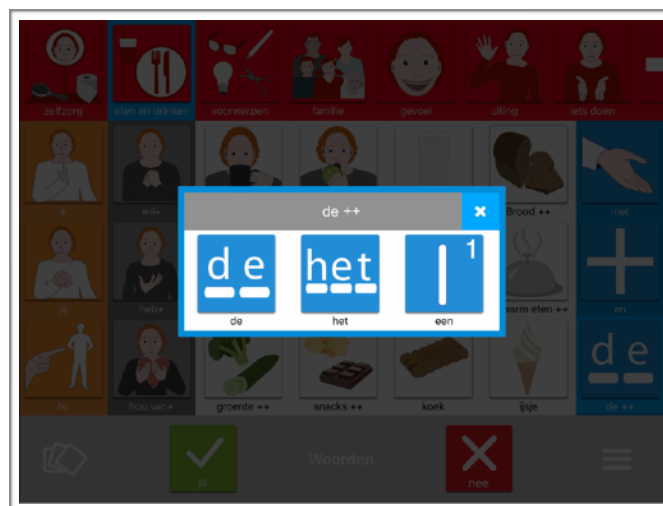 zelfzorg
eten en drinken
voorwerpen
familie
gevoel
uiting
iets doen
ik
wil+
Brood ++
met
de ++
de
het
1
de
het
een
jij
heb+
warm eten ++
en
de
hij
hou van+
groente ++
snacks ++
koek
ijsje
de ++
ja
Woorden
nee